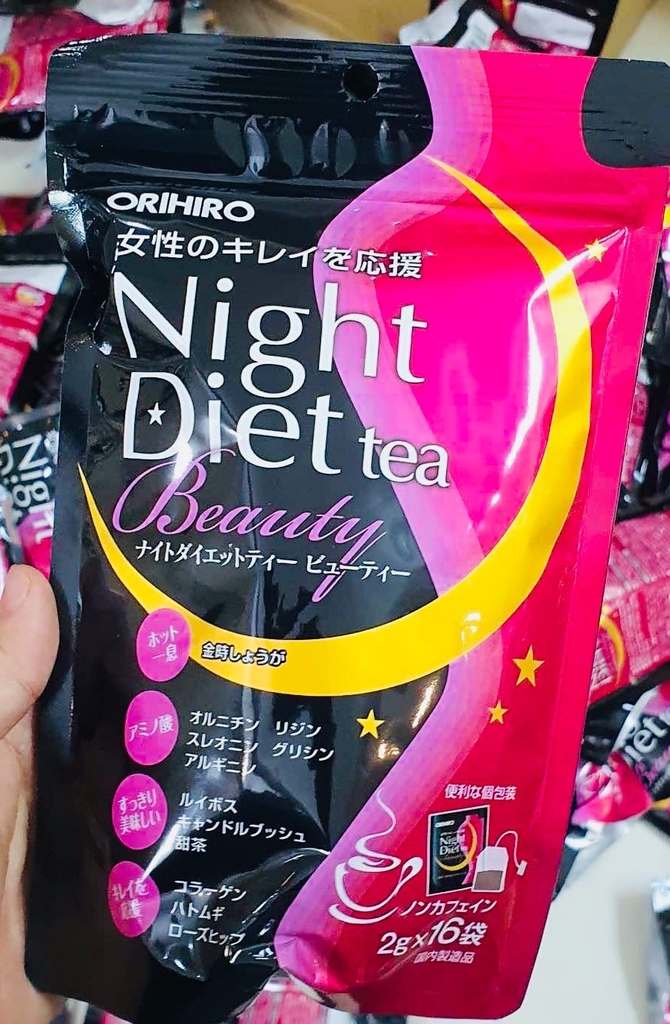 ORIHIRO
女性のキレイを応援
Night
Diet tea
Beauty
ナイトダイエットティー ビューティー
ホット
一息
金時しょうが
アミノ酸
オルニチン リジン
スレオニン グリシン
アルギニン
すっきり
美味しい
ルイボス
キャンドルブッシュ
甜茶
キレイを
応援
コラーゲン
ハトムギ
ローズヒップ
便利な個包装
ORIHIRO
Night
Diet
ノンカフェイン
2g×16袋
国内製造品
Nig
Diet